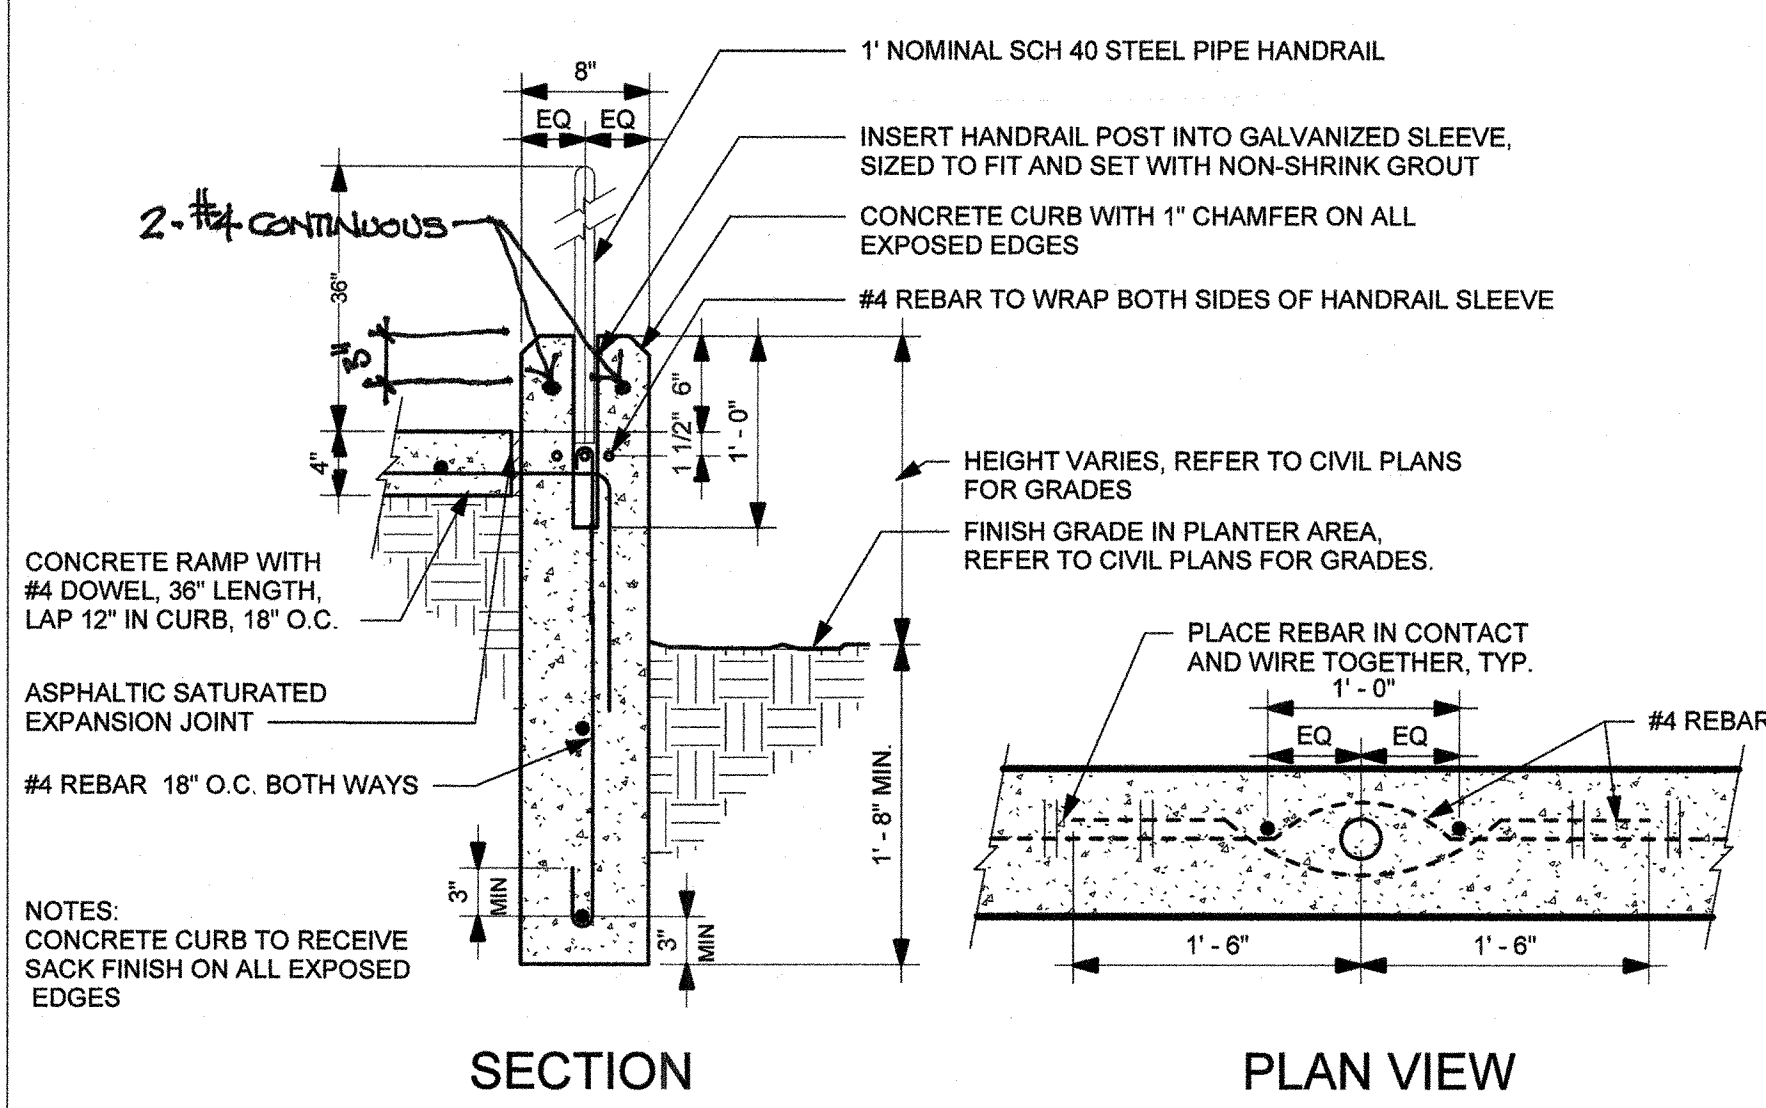 1' NOMINAL SCH 40 STEEL PIPE HANDRAIL
8"
EQ
EQ
INSERT HANDRAIL POST INTO GALVANIZED SLEEVE,
SIZED TO FIT AND SET WITH NON-SHRINK GROUT
2-#4 CONTINUOUS
CONCRETE CURB WITH 1" CHAMFER ON ALL
EXPOSED EDGES
36"
#4 REBAR TO WRAP BOTH SIDES OF HANDRAIL SLEEVE
6"
1 1/2"
1' - 0"
4"
HEIGHT VARIES, REFER TO CIVIL PLANS
FOR GRADES
FINISH GRADE IN PLANTER AREA,
REFER TO CIVIL PLANS FOR GRADES.
CONCRETE RAMP WITH
#4 DOWEL, 36" LENGTH,
LAP 12" IN CURB, 18" O.C.
ASPHALTIC SATURATED
EXPANSION JOINT
#4 REBAR 18" O.C. BOTH WAYS
PLACE REBAR IN CONTACT
AND WIRE TOGETHER, TYP.
1' - 0"
EQ
EQ
#4 REBAR
1' - 8" MIN.
3"
MIN
3"
MIN
1' - 6"
1' - 6"
NOTES:
CONCRETE CURB TO RECEIVE
SACK FINISH ON ALL EXPOSED
EDGES
SECTION
PLAN VIEW